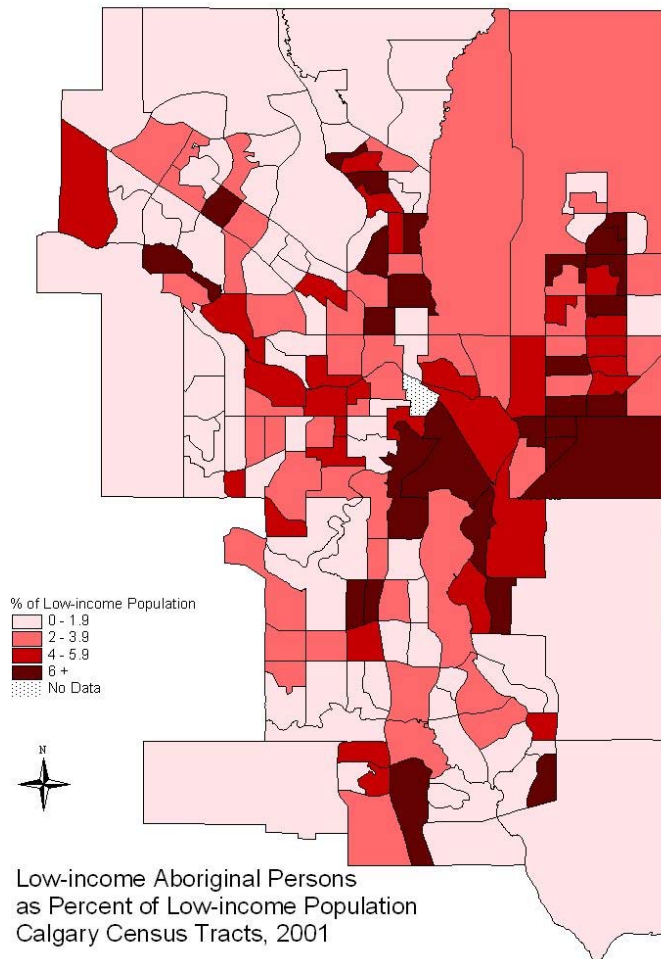 % of Low-income Population
0 - 1.9
2 - 3.9
4 - 5.9
6 +
No Data
N
Low-income Aboriginal Persons
as Percent of Low-income Population
Calgary Census Tracts, 2001